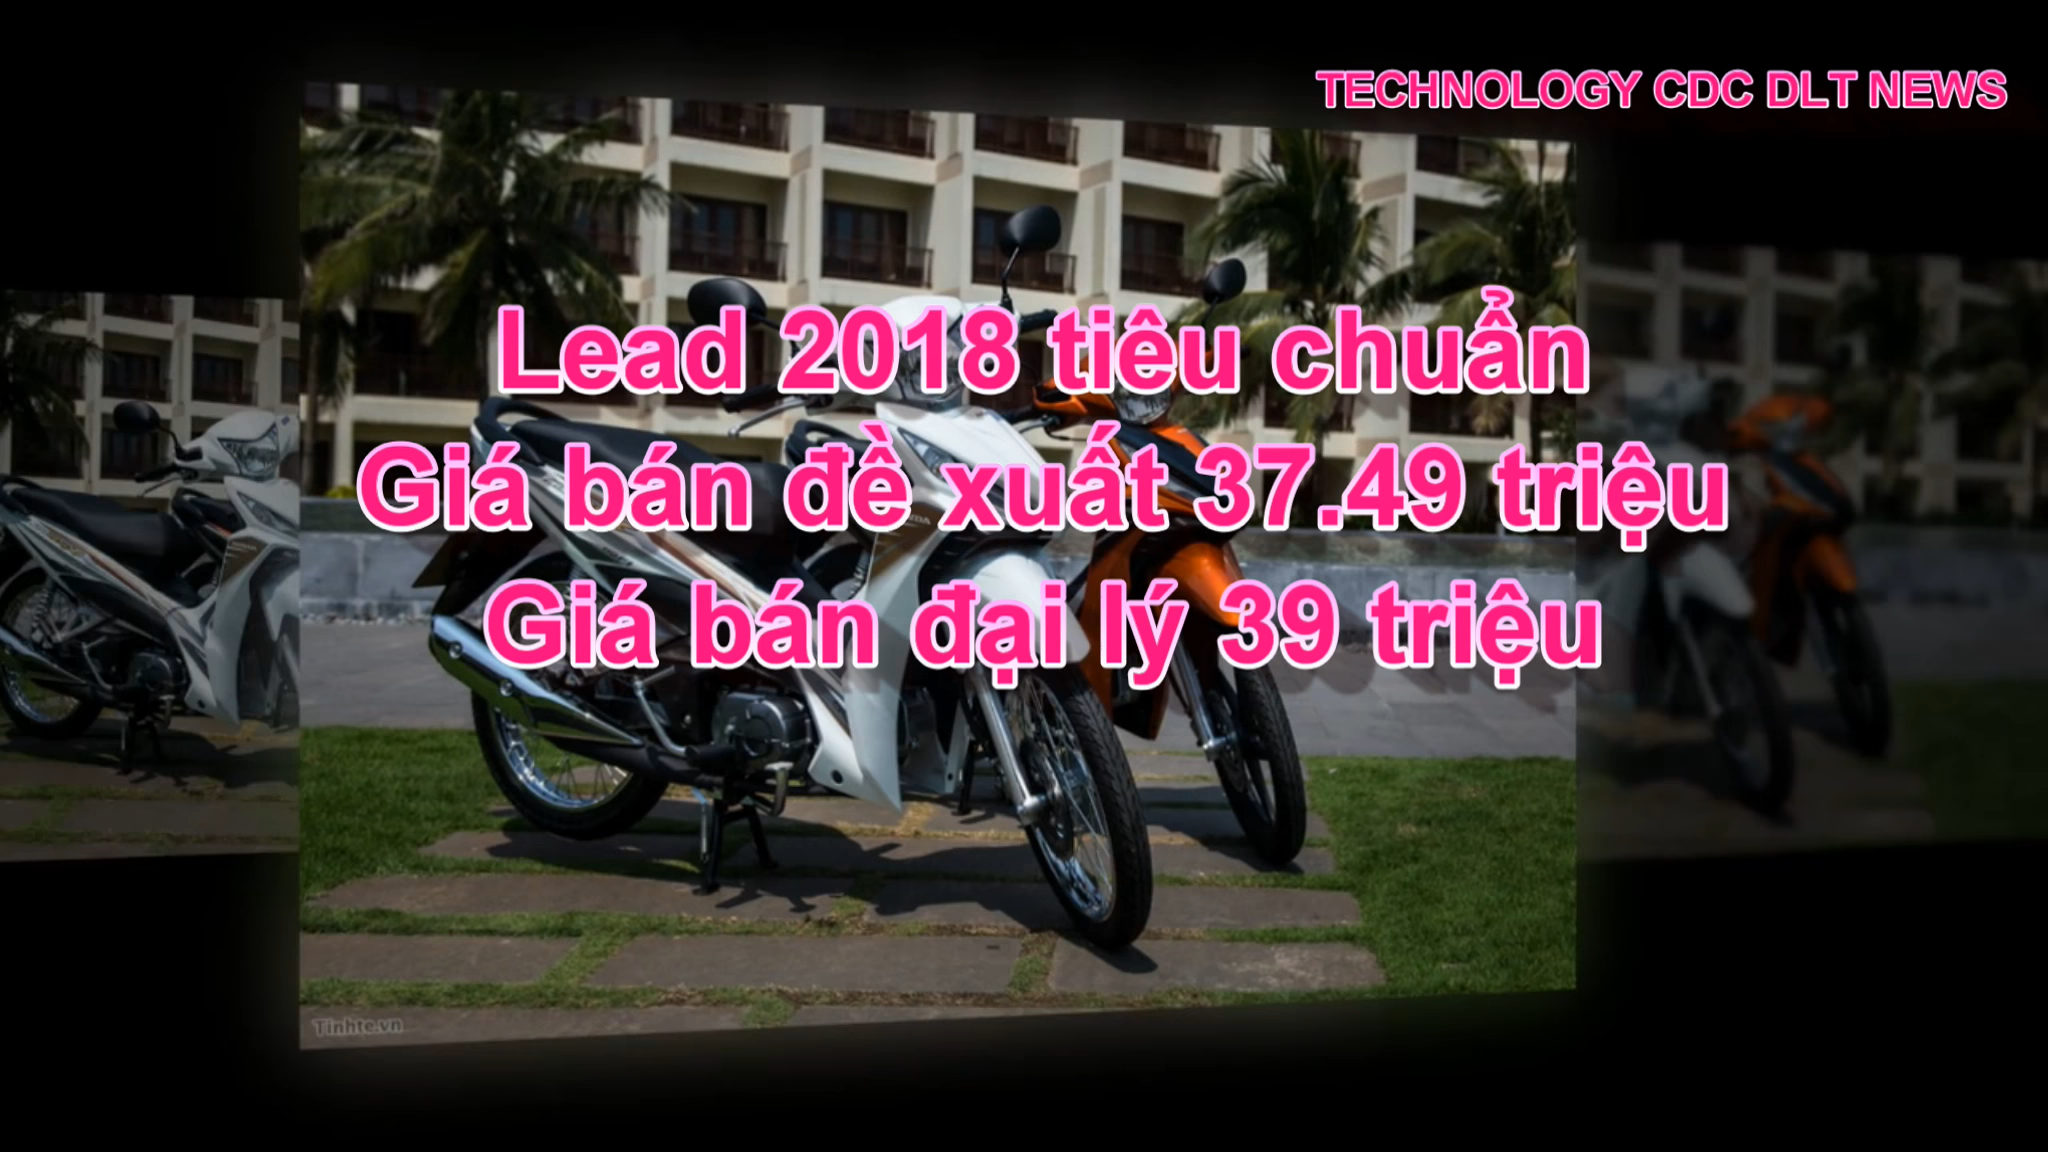 TECHNOLOGY CDC DLT NEWS
Lead 2018 tiêu chuẩn
Giá bán đề xuất 37.49 triệu
Giá bán đại lý 39 triệu
Tinhte.vn